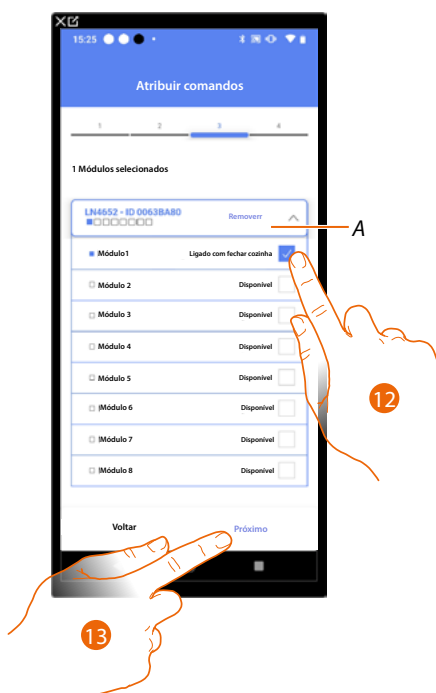 15:25
Atribuir comandos
1 2 3 4
1 Módulos selecionados
LN4652 - ID 0063BA80 Removerr
A
Módulo1 Ligado com fechar cozinha
Módulo 2 Disponível
Módulo 3 Disponível
Módulo 4 Disponível
Módulo 5 Disponível
Módulo 6 Disponível
Módulo 7 Disponível
Módulo 8 Disponível
12
Voltar Próximo
13